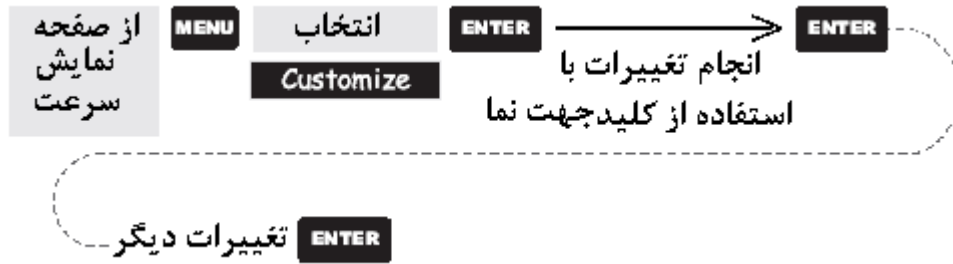 از صفحه
نمایش
سرعت
MENU
انتخاب
Customize
ENTER
انجام تغییرات با
استفاده از کلیدجهت نما
ENTER
تغییرات دیگر
ENTER